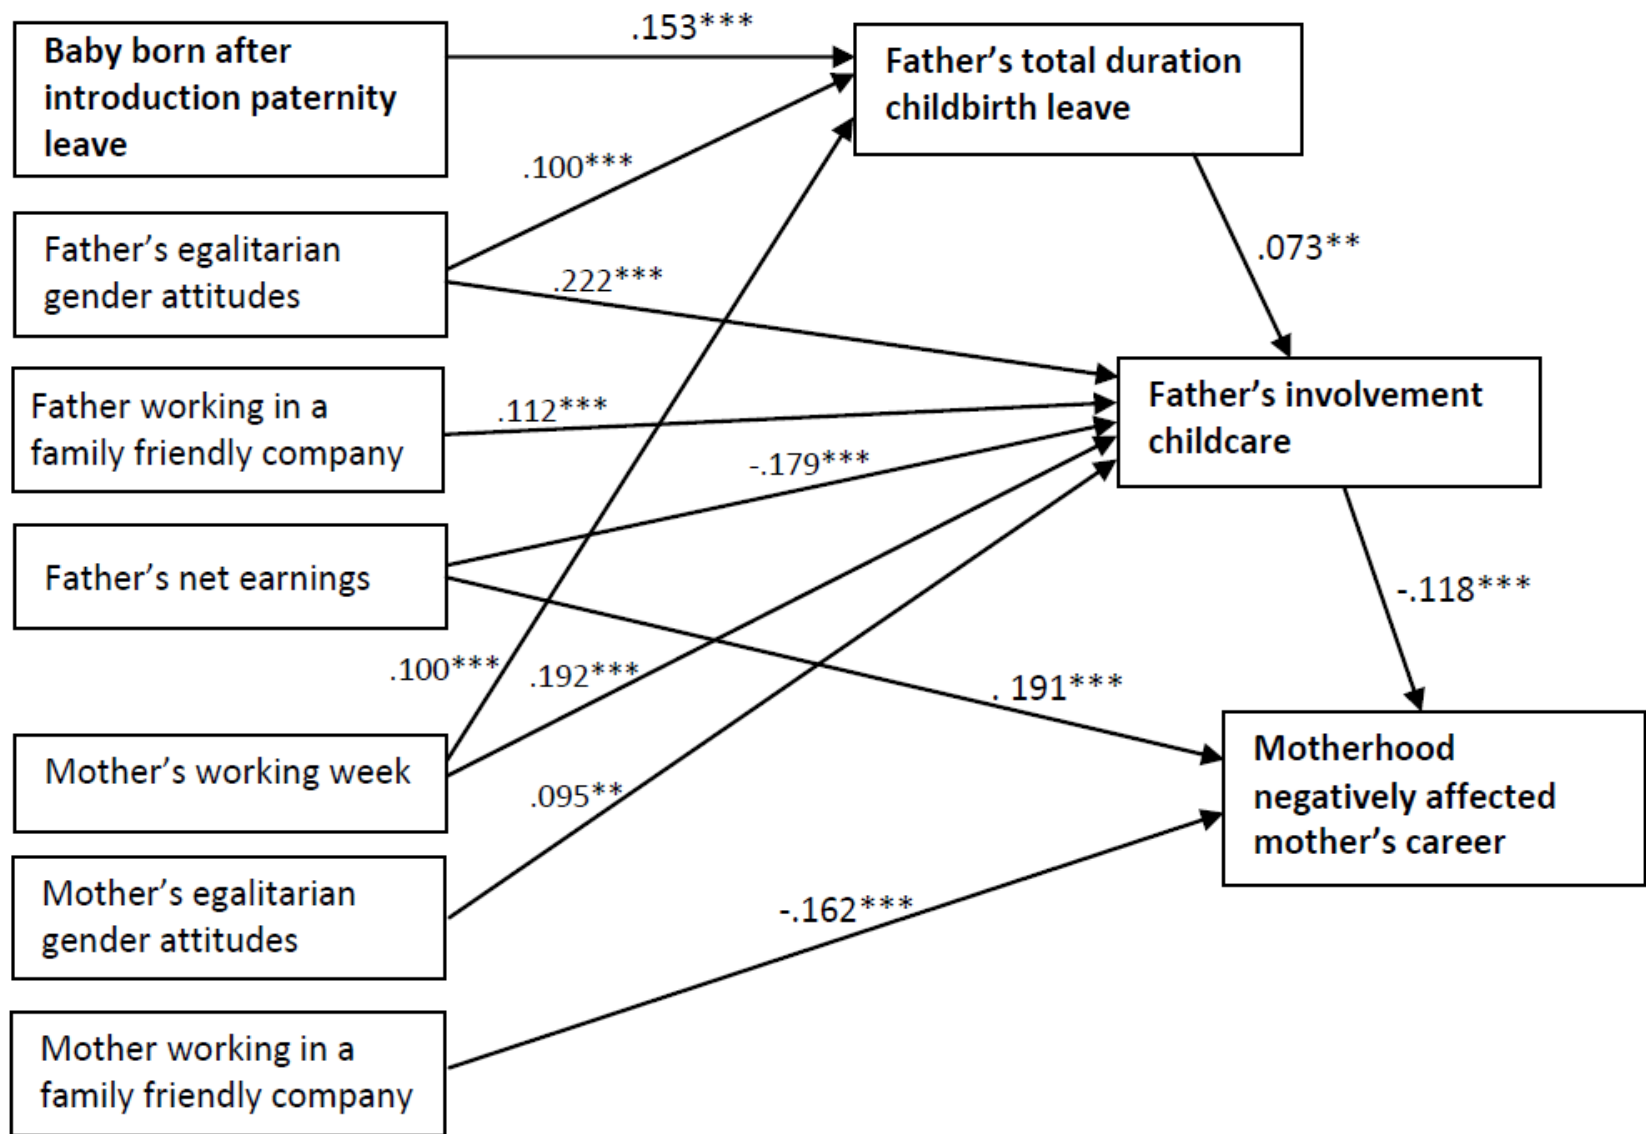 Baby born after
introduction paternity
leave
.153***
Father’s total duration
childbirth leave
.100***
Father’s egalitarian
gender attitudes
.222***
.073**
Father working in a
family friendly company
.112***
Father’s involvement
childcare
-.179***
Father’s net earnings
-.118***
.100***
.192***
. 191***
Mother’s working week
.095**
Motherhood
negatively affected
mother’s career
Mother’s egalitarian
gender attitudes
-.162***
Mother working in a
family friendly company